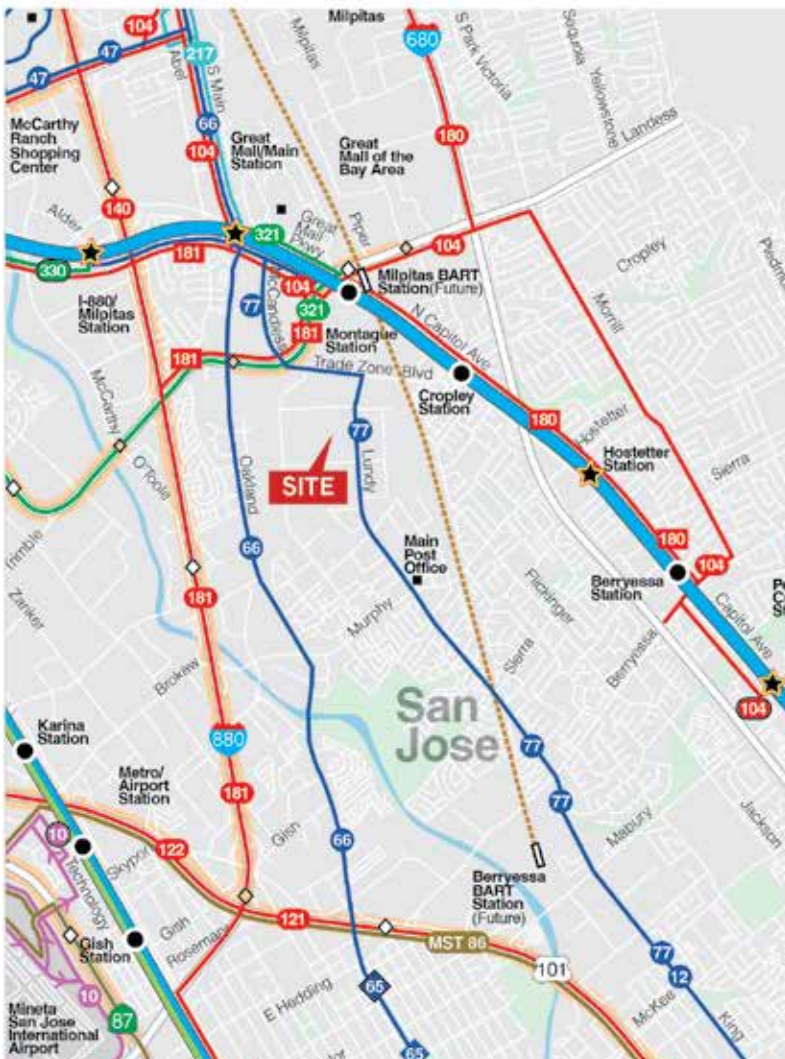 104
Milpitas
680
S Park Victoria
Sequoia
Yellowstone
47
217
Abel
S Main
Milpitas
47
66
104
180
Landess
McCarthy
Ranch
Shopping
Center
Great
Mall/Main
Station
Great
Mall of the
Bay Area
140
Alder
321
Great
Mall
Pkwy
Piper
104
Cropley
Piedm
330
181
104
Milpitas BART
Station(Future)
Morrill
I-880/
Milpitas
Station
77
McCandless
321
N Capitol Ave
181
181
Montague
Station
Trade Zone Blvd
Cropley
Station
180
McCarthy
O'Toole
77
Hostetter
Hostetter
Station
Sierra
SITE
Oakland
Lundy
Trimble
66
Main
Post
Office
180
104
Zanker
181
Murphy
Flickinger
Berryessa
Station
Capitol Ave
Sierra
Berryessa
Brokaw
San
Jose
104
Karina
Station
880
77
Metro/
Airport
Station
181
Gish
77
Mabury
Jackson
10
Technology
Skyport
122
66
Berryessa
BART
Station
(Future)
Gish
Station
Gish
Rosemary
121
MST 86
101
77
12
10
E Hedding
65
McKee
King
Mineta
San Jose
International
Airport
87
65